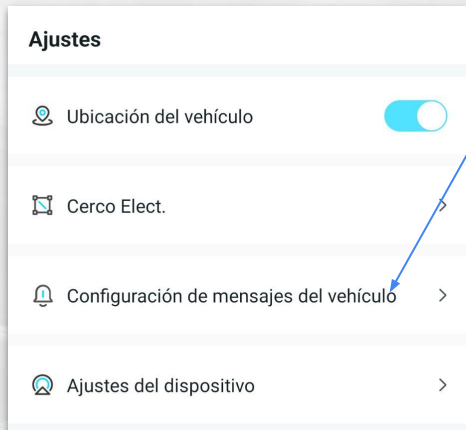 Ajustes
Ubicación del vehículo
Cerco Elect.
Configuración de mensajes del vehículo
Ajustes del dispositivo